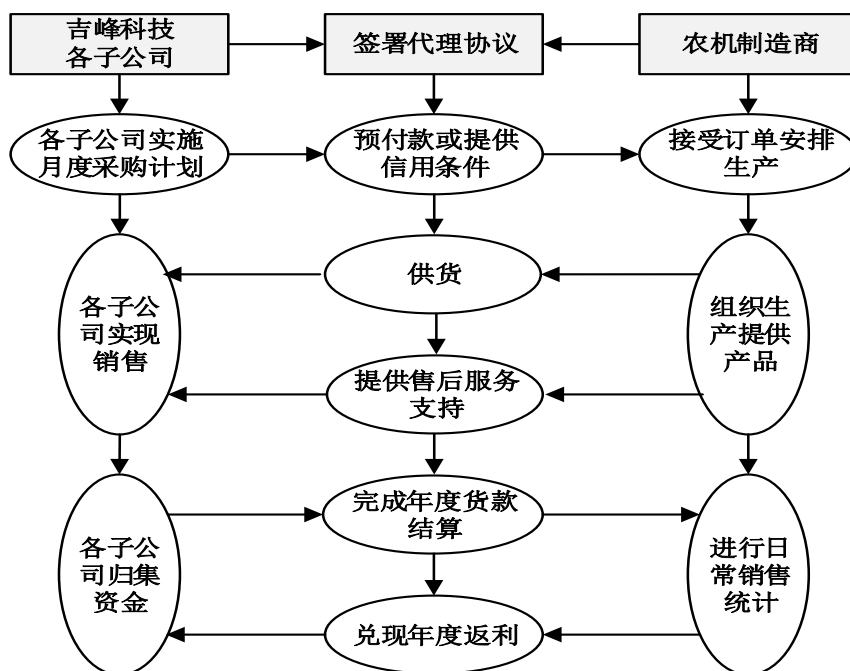 吉峰科技
各子公司
签署代理协议
农机制造商
各子公司实施
月度采购计划
预付款或提供
信用条件
接受订单安排
生产
供货
各子公
司实现
销售
组织生
产提供
产品
提供售后服务
支持
完成年度货款
结算
各子公
司归集
资金
进行日
常销售
统计
兑现年度返利